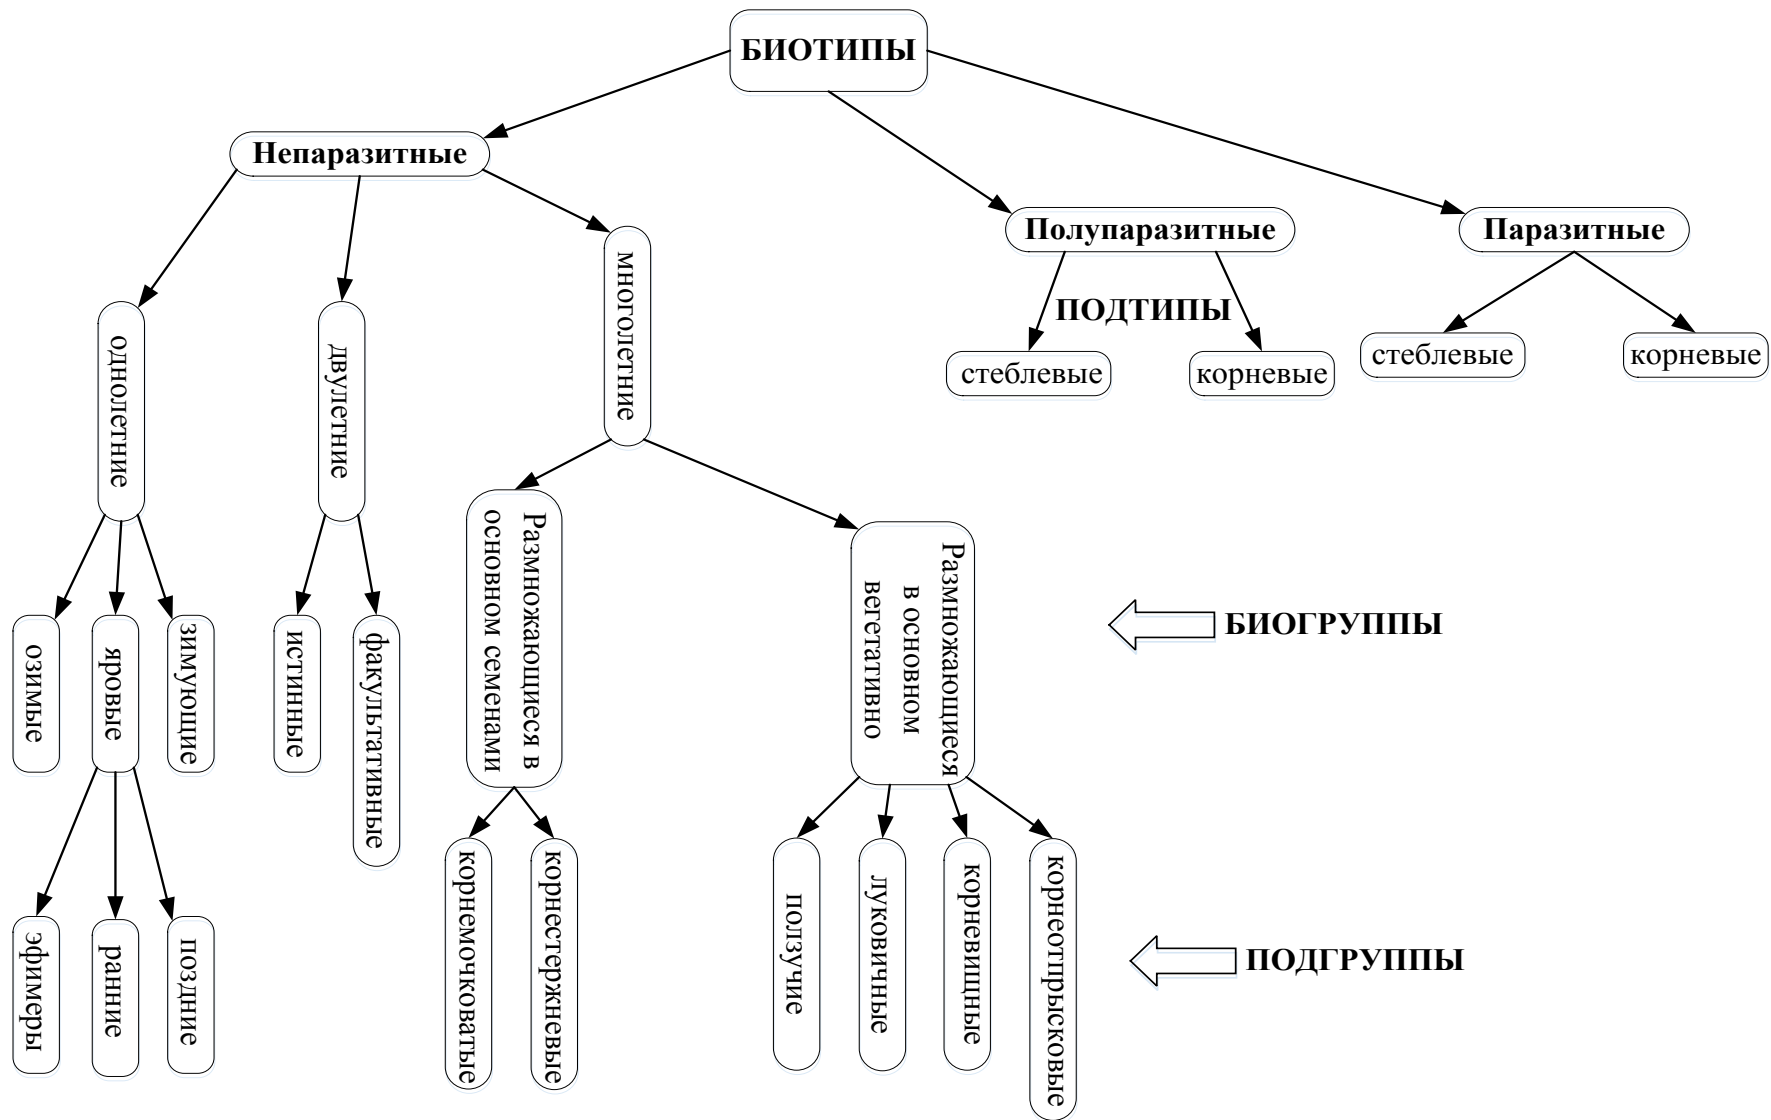 БИОТИПЫ
Непаразитные
Полупаразитные
Паразитные
ПОДТИПЫ
однолетние
двулетние
многолетние
стеблевые
корневые
стеблевые
корневые
озимые
яровые
зимующие
истинные
факультативные
Размножающиеся в
основном семенами
Размножающиеся
в основном
вегетативно
БИОГРУППЫ
эфимеры
ранние
поздние
корнемочковатые
корнестержневые
ползучие
луковичные
корневищные
корнеотпрысковые
ПОДГРУППЫ